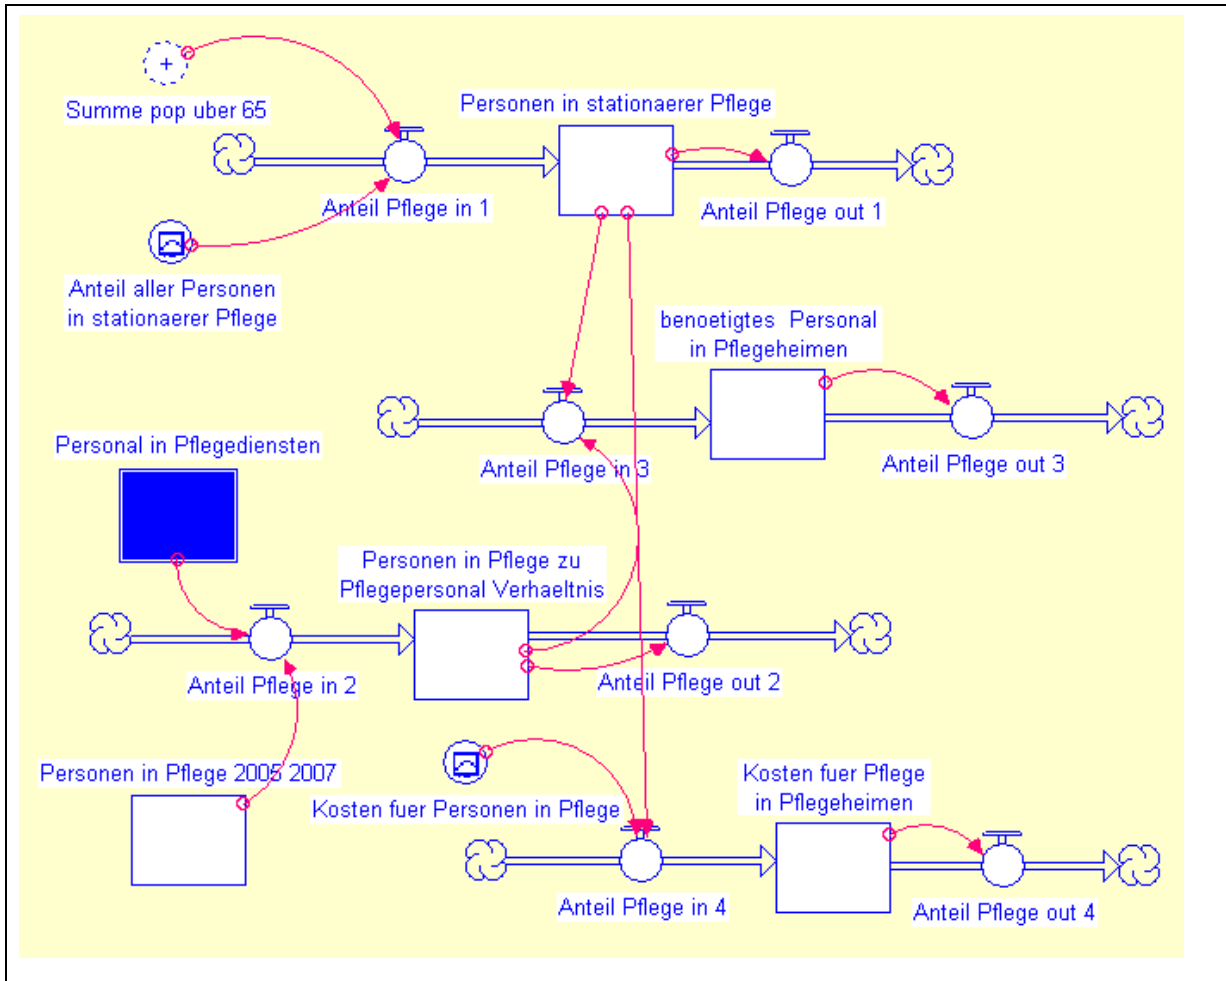 Summe pop uber 65
Personen in stationaerer Pflege
Anteil Pflege in 1
Anteil Pflege out 1
Anteil aller Personen
in stationaerer Pflege
benoetigtes Personal
in Pflegeheimen
Anteil Pflege in 3
Anteil Pflege out 3
Personal in Pflegediensten
Personen in Pflege zu
Pflegepersonal Verhaeltnis
Anteil Pflege in 2
Anteil Pflege out 2
Personen in Pflege 2005 2007
Kosten fuer Personen in Pflege
Kosten fuer Pflege
in Pflegeheimen
Anteil Pflege in 4
Anteil Pflege out 4